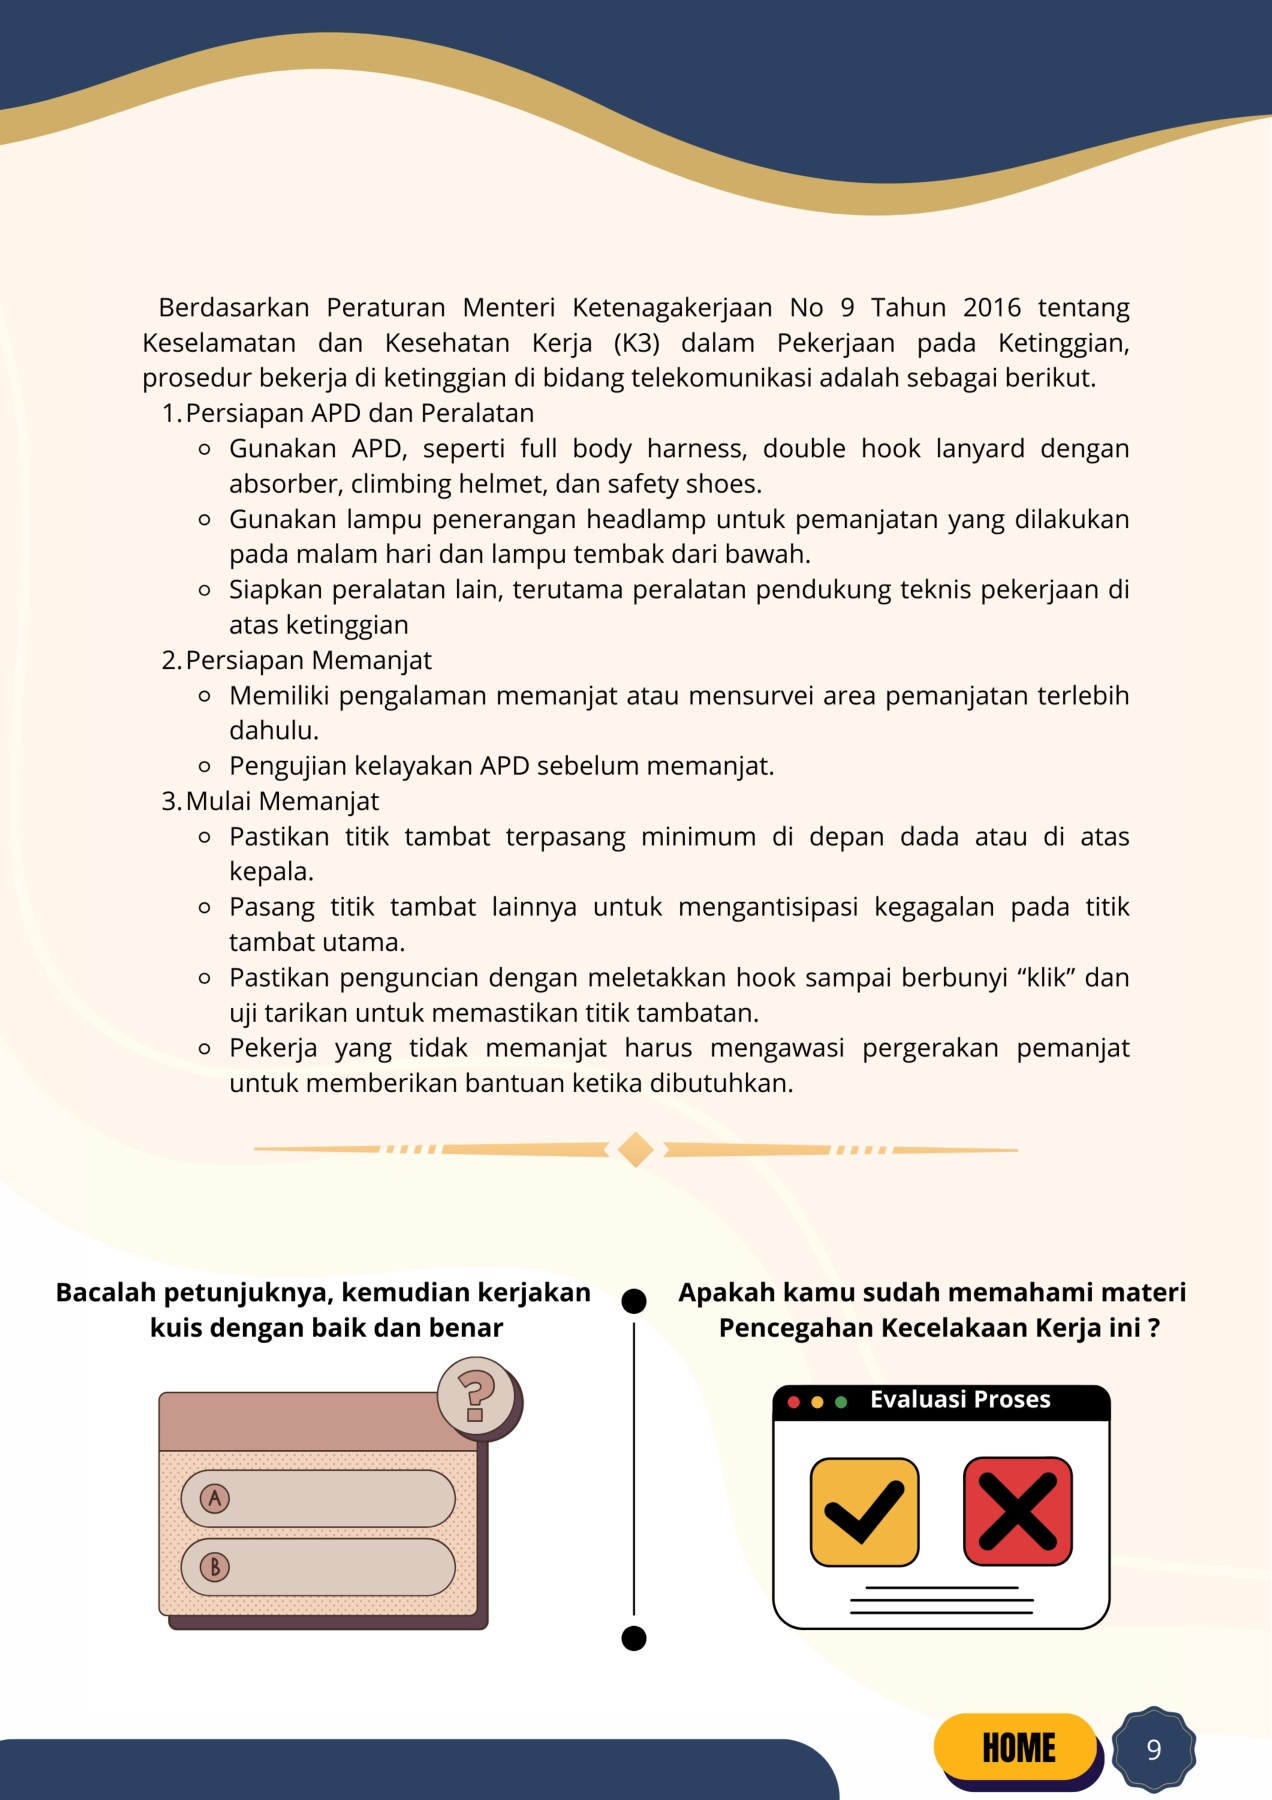 Berdasarkan Peraturan Menteri Ketenagakerjaan No 9 Tahun 2016 tentang
Keselamatan dan Kesehatan Kerja (K3) dalam Pekerjaan pada Ketinggian,
prosedur bekerja di ketinggian di bidang telekomunikasi adalah sebagai berikut.
1. Persiapan APD dan Peralatan
Gunakan APD, seperti full body harness, double hook lanyard dengan
absorber, climbing helmet, dan safety shoes.
Gunakan lampu penerangan headlamp untuk pemanjatan yang dilakukan
pada malam hari dan lampu tembak dari bawah.
Siapkan peralatan lain, terutama peralatan pendukung teknis pekerjaan di
atas ketinggian
2. Persiapan Memanjat
Memiliki pengalaman memanjat atau mensurvei area pemanjatan terlebih
dahulu.
Pengujian kelayakan APD sebelum memanjat.
3. Mulai Memanjat
Pastikan titik tambat terpasang minimum di depan dada atau di atas
kepala.
Pasang titik tambat lainnya untuk mengantisipasi kegagalan pada titik
tambat utama.
Pastikan penguncian dengan meletakkan hook sampai berbunyi “klik” dan
uji tarikan untuk memastikan titik tambatan.
Pekerja yang tidak memanjat harus mengawasi pergerakan pemanjat
untuk memberikan bantuan ketika dibutuhkan.
Bacalah petunjuknya, kemudian kerjakan
kuis dengan baik dan benar
?
A
B
Apakah kamu sudah memahami materi
Pencegahan Kecelakaan Kerja ini ?
Evaluasi Proses
HOME
9